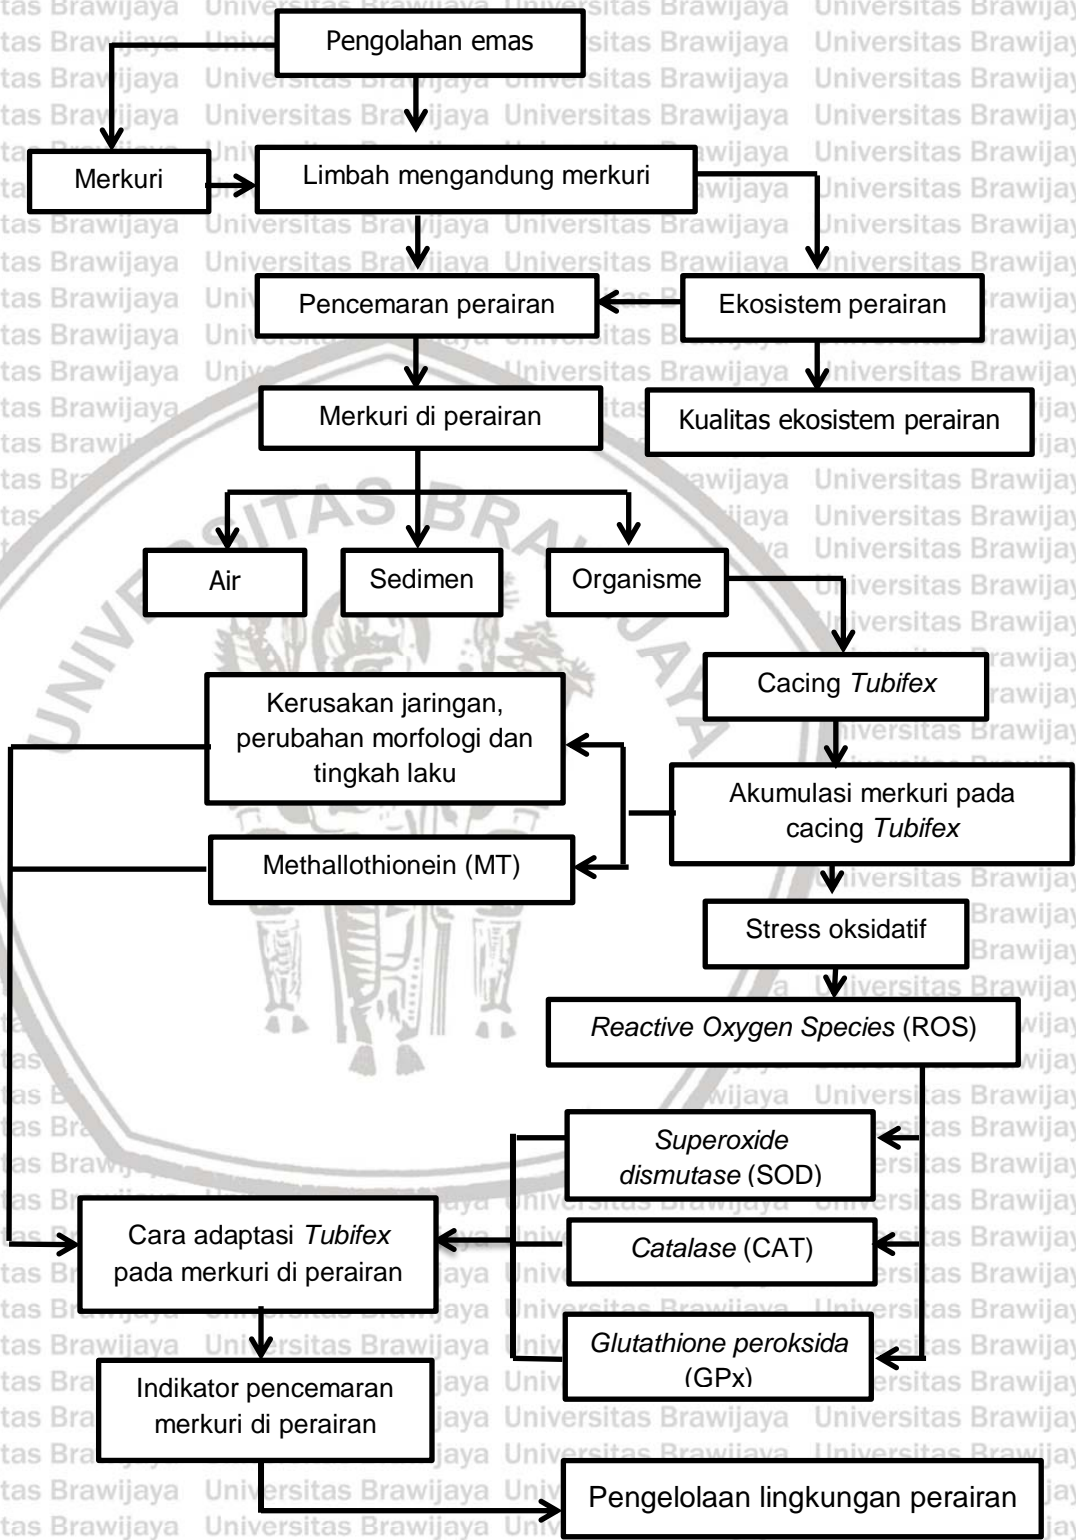 Pengolahan emas
Merkuri
Limbah mengandung merkuri
Pencemaran perairan
Ekosistem perairan
Merkuri di perairan
Kualitas ekosistem perairan
UNIVERSITAS BRAWIJAYA
Air
Sedimen
Organisme
Cacing Tubifex
Kerusakan jaringan,
perubahan morfologi dan
tingkah laku
Akumulasi merkuri pada
cacing Tubifex
Methallothionein (MT)
Stress oksidatif
Reactive Oxygen Species (ROS)
Superoxide
dismutase (SOD)
Cara adaptasi Tubifex
pada merkuri di perairan
Catalase (CAT)
Glutathione peroksida
(GPx)
Indikator pencemaran
merkuri di perairan
Pengelolaan lingkungan perairan